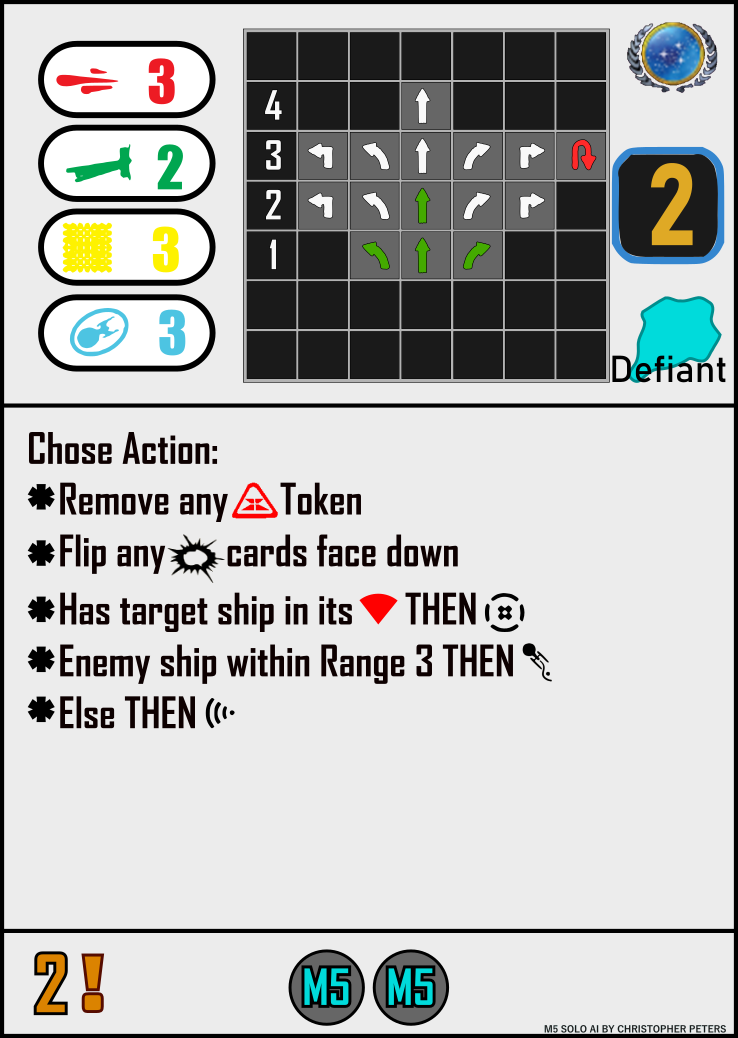 3
2
3
3
4
3
2
1
2
Defiant
Chose Action:
Remove any Token
Flip any cards face down
Has target ship in its THEN
Enemy ship within Range 3 THEN
Else THEN
2!
M5 M5
M5 SOLO AI BY CHRISTOPHER PETERS